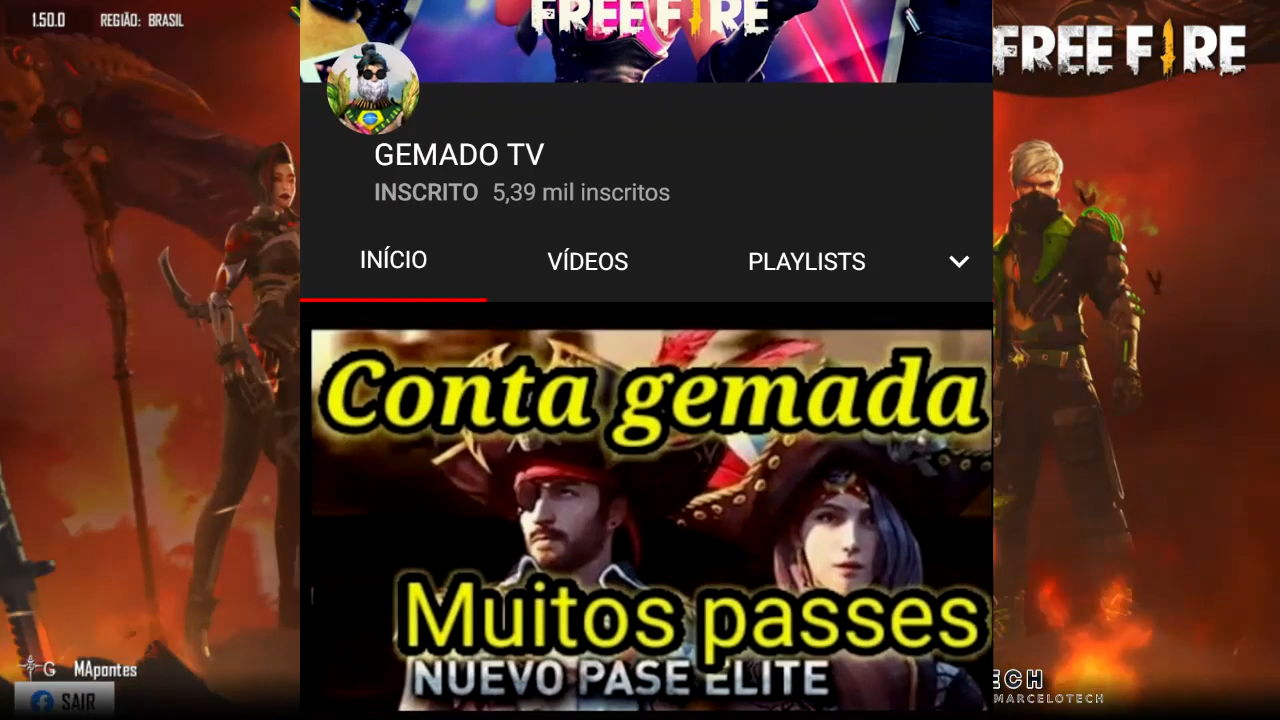 1.50.0 REGIÃO: BRASIL
FREE FIRE
FREE FIRE
GEMADO TV
INSCRITO 5,39 mil inscritos
INÍCIO VÍDEOS PLAYLISTS
Conta gemada
Muitos passes
NUEVO PASE ELITE
G MApontes
SAIR
ECH
MARCELOTECH